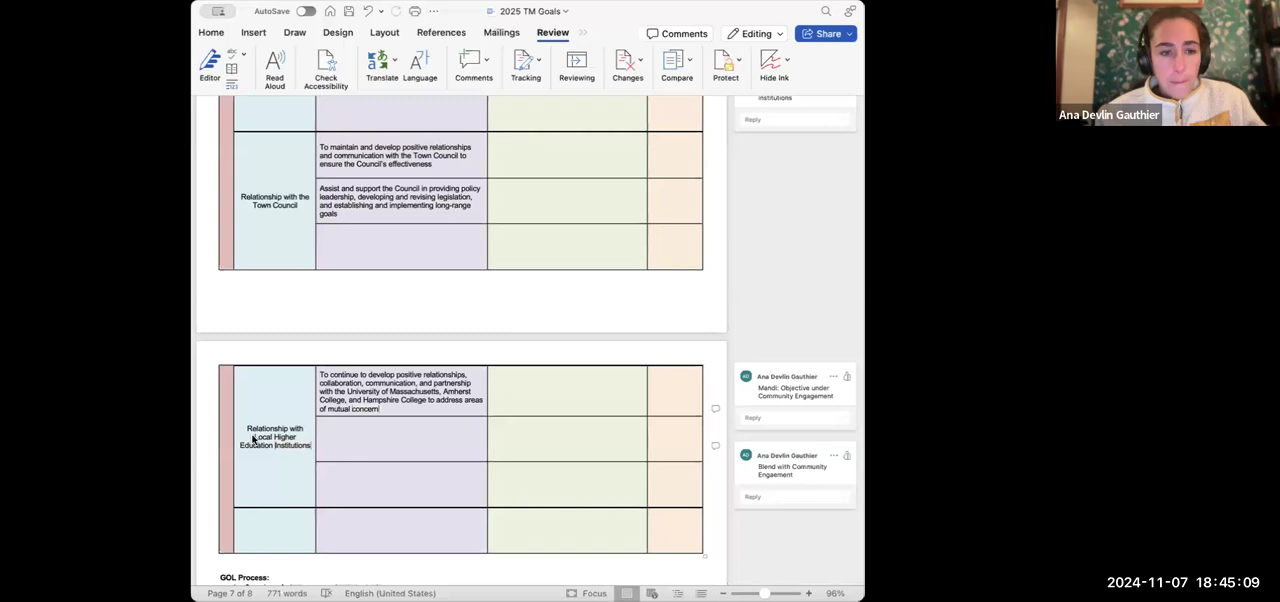 AutoSave
2025 TM Goals
Home Insert Draw Design Layout References Mailings Review Comments Editing Share
Editor Read Aloud Check Accessibility Translate Language Comments Tracking Reviewing Changes Compare Protect Hide Ink
Ana Devlin Gauthier
institutions
Reply
Relationship with the
Town Council
To maintain and develop positive relationships
and communication with the Town Council to
ensure the Council's effectiveness
Assist and support the Council in providing policy
leadership, developing and revising legislation,
and establishing and implementing long-range
goals
Relationship with
Local Higher
Education Institutions
To continue to develop positive relationships,
collaboration, communication, and partnership
with the University of Massachusetts, Amherst
College, and Hampshire College to address areas
of mutual concern
AD Ana Devlin Gauthier
Mandi: Objective under
Community Engagement
Reply
AD Ana Devlin Gauthier
Blend with Community
Engaement
Reply
GOL Process:
Page 7 of 8 771 words English (United States) Focus 96%
2024-11-07 18:45:09